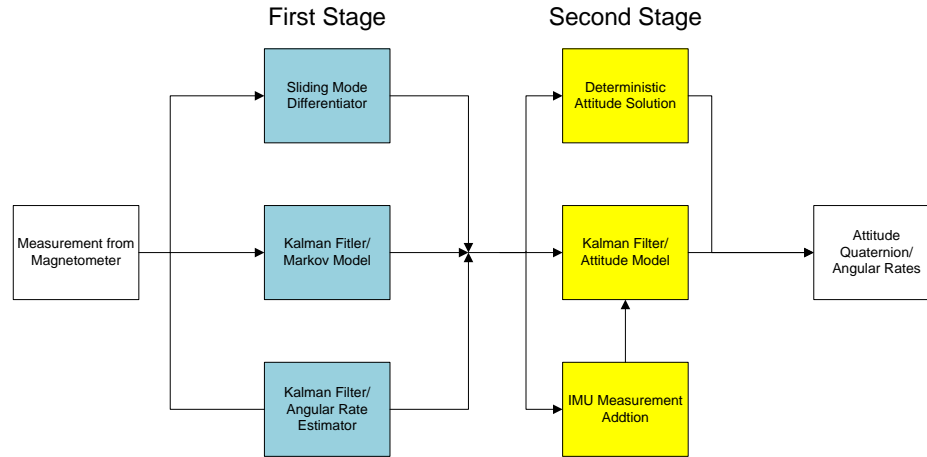 First Stage
Second Stage
Sliding Mode
Differentiator
Deterministic
Attitude Solution
Measurement from
Magnetometer
Kalman Fitler/
Markov Model
Kalman Filter/
Attitude Model
Attitude
Quaternion/
Angular Rates
Kalman Filter/
Angular Rate
Estimator
IMU Measurement
Addtion